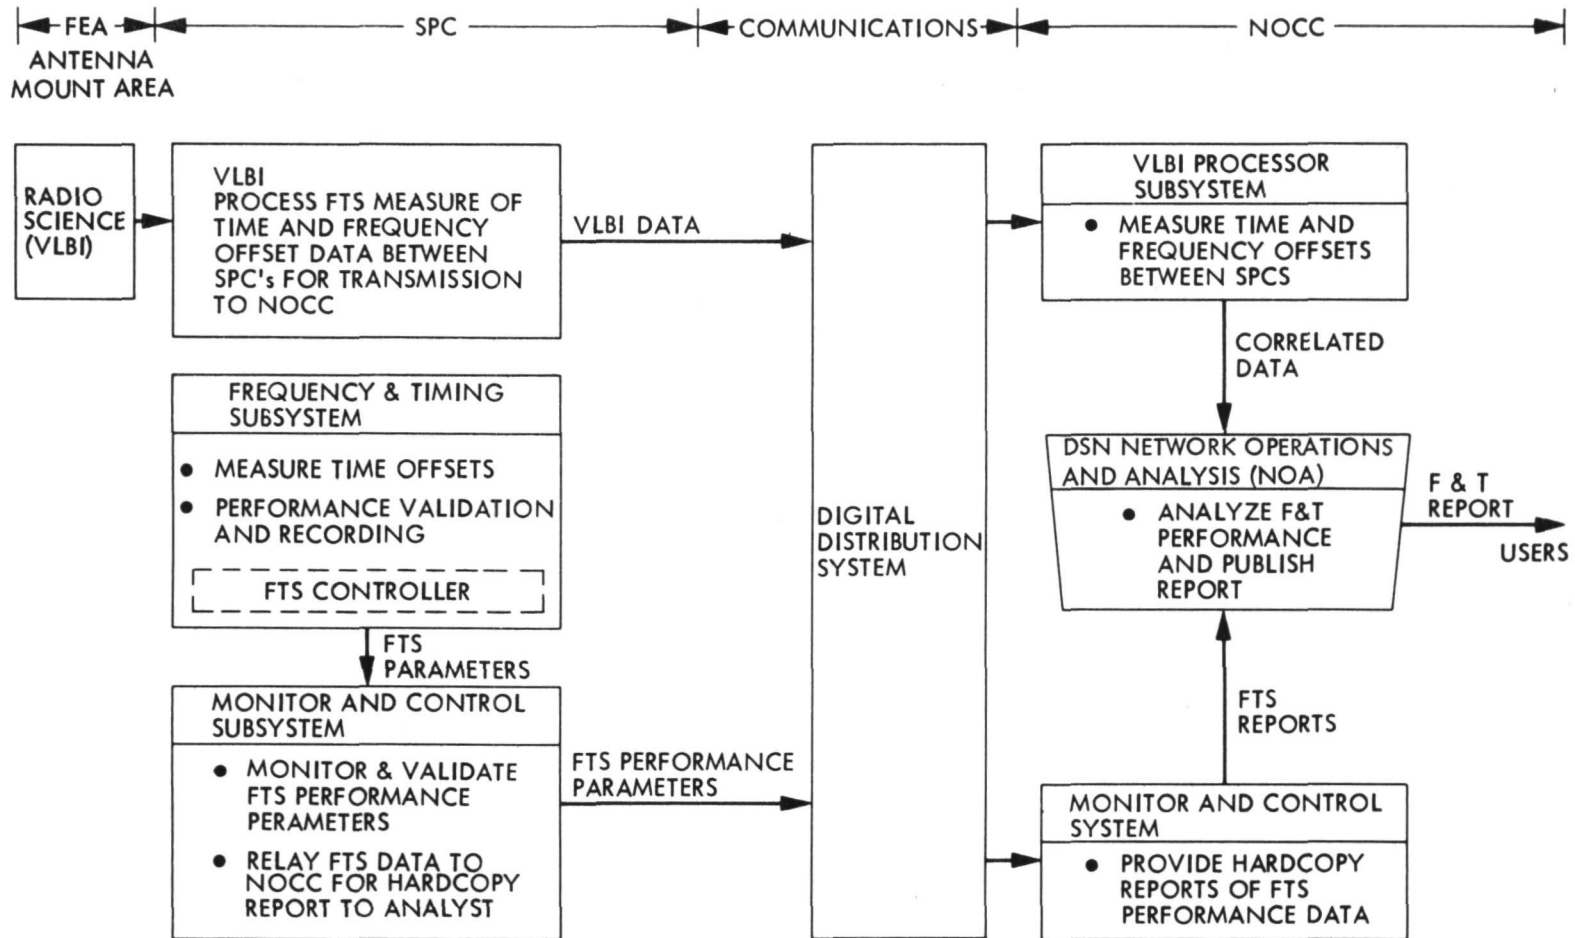 FEA
SPC
COMMUNICATIONS
NOCC
ANTENNA
MOUNT AREA
RADIO
SCIENCE
(VLBI)
VLBI
PROCESS FTS MEASURE OF
TIME AND FREQUENCY
OFFSET DATA BETWEEN
SPC's FOR TRANSMISSION
TO NOCC
VLBI DATA
FREQUENCY & TIMING
SUBSYSTEM
● MEASURE TIME OFFSETS
● PERFORMANCE VALIDATION
AND RECORDING
FTS CONTROLLER
FTS
PARAMETERS
MONITOR AND CONTROL
SUBSYSTEM
● MONITOR & VALIDATE
FTS PERFORMANCE
PERAMETERS
● RELAY FTS DATA TO
NOCC FOR HARDCOPY
REPORT TO ANALYST
FTS PERFORMANCE
PARAMETERS
DIGITAL
DISTRIBUTION
SYSTEM
VLBI PROCESSOR
SUBSYSTEM
● MEASURE TIME AND
FREQUENCY OFFSETS
BETWEEN SPCS
CORRELATED
DATA
DSN NETWORK OPERATIONS
AND ANALYSIS (NOA)
● ANALYZE F&T
PERFORMANCE
AND PUBLISH
REPORT
F & T
REPORT
USERS
FTS
REPORTS
MONITOR AND CONTROL
SYSTEM
● PROVIDE HARDCOPY
REPORTS OF FTS
PERFORMANCE DATA